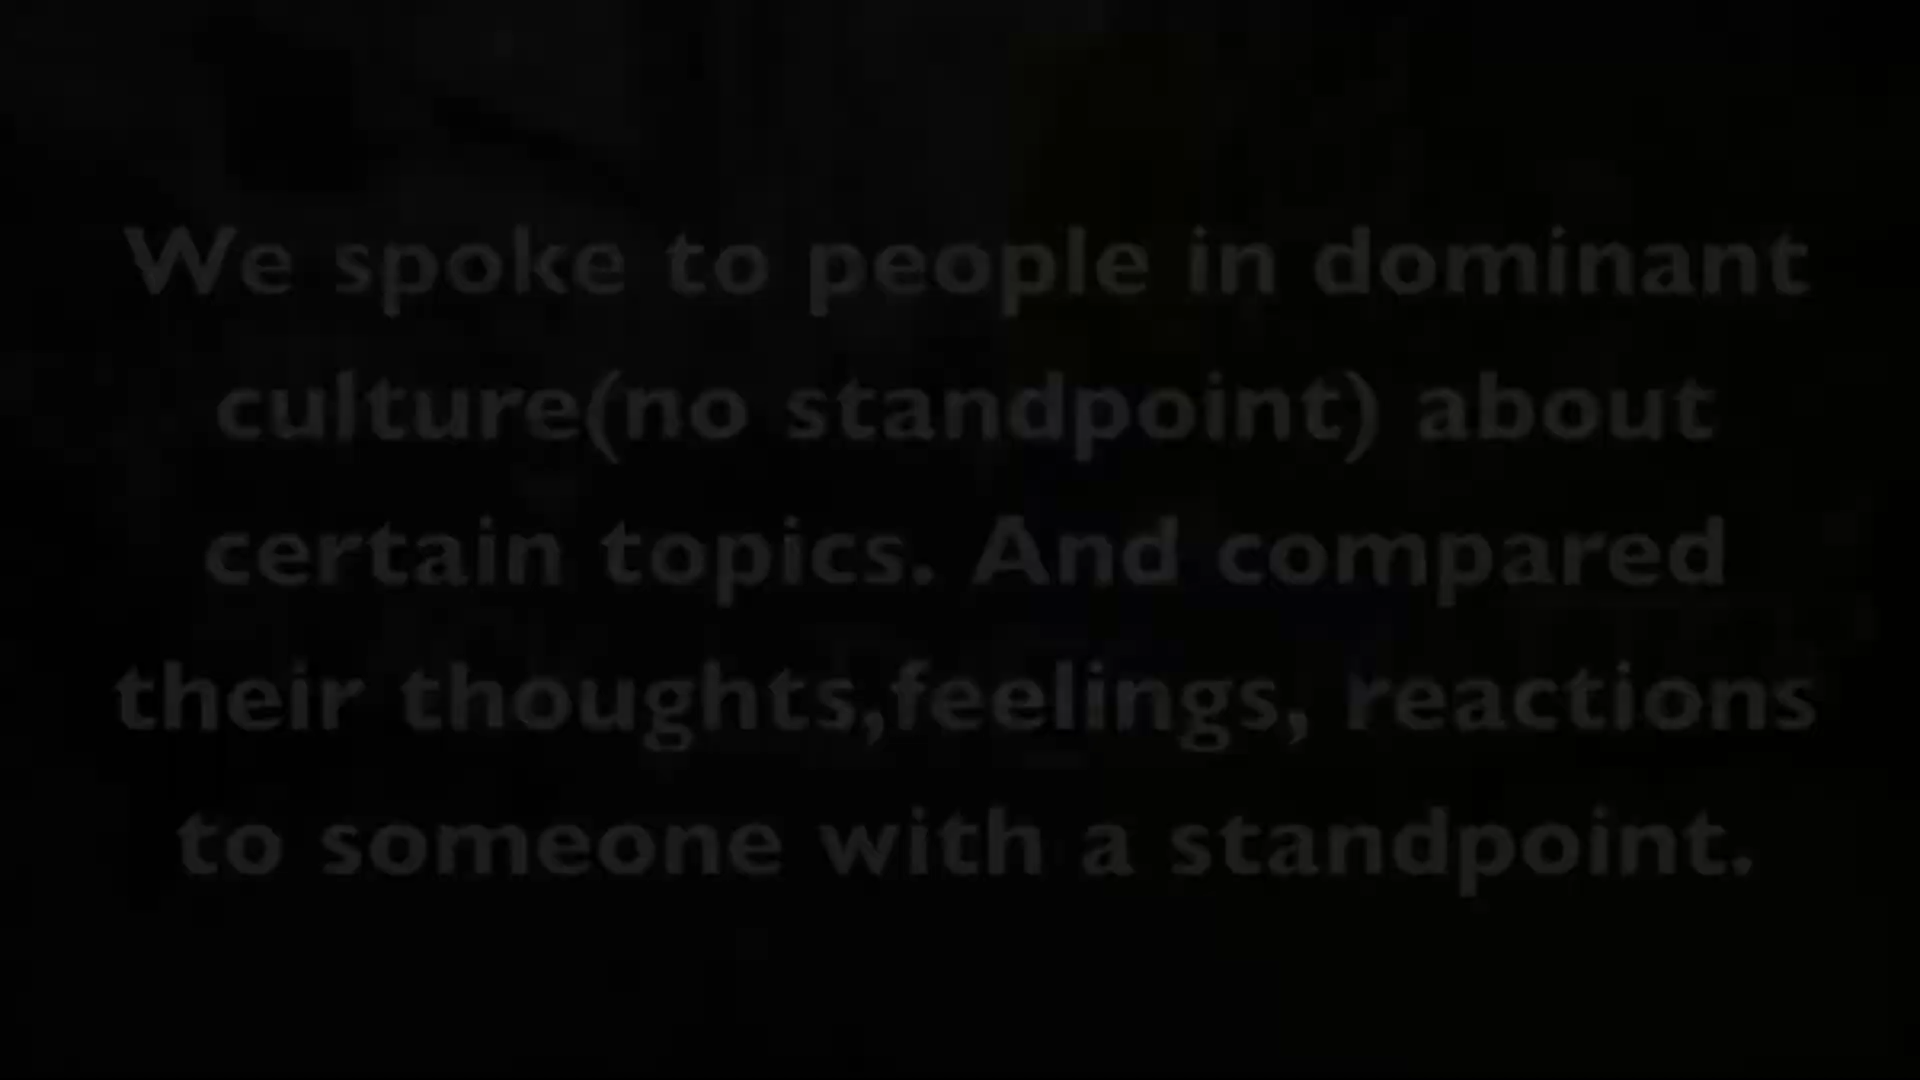 We spoke to people in dominant
culture(no standpoint) about
certain topics. And compared
their thoughts,feelings, reactions
to someone with a standpoint.